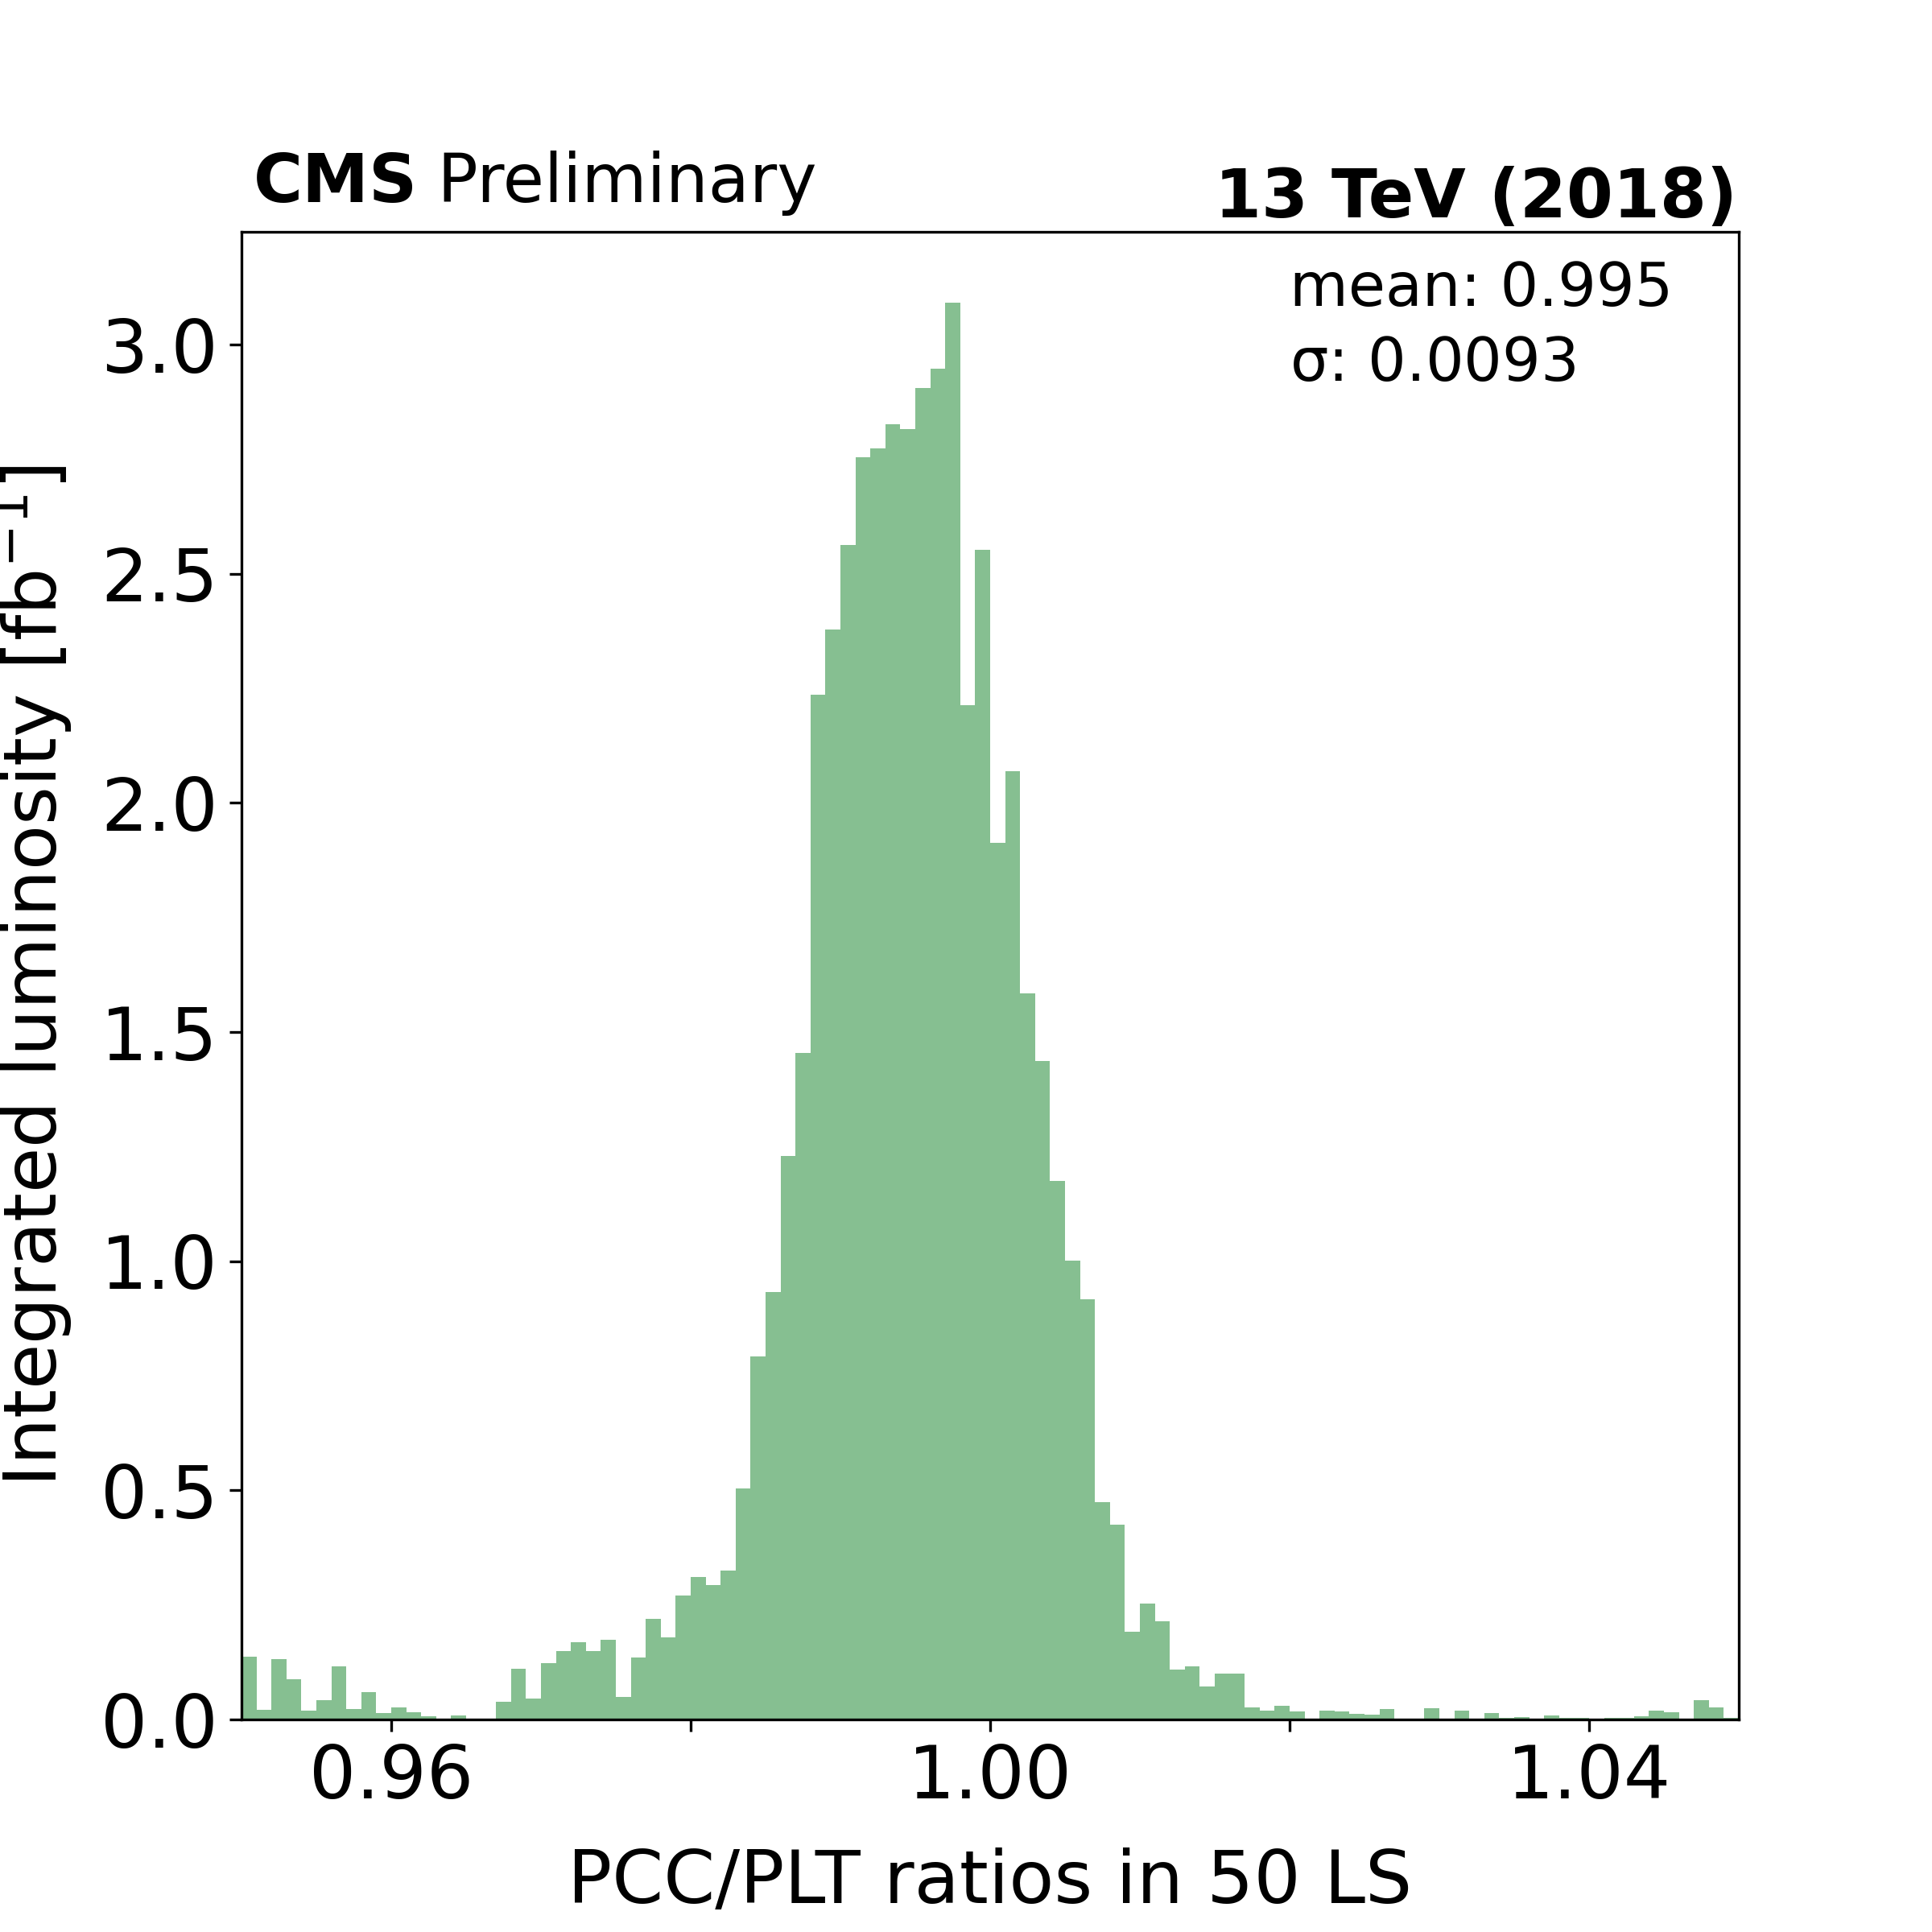 CMS Preliminary
13 TeV (2018)
mean: 0.995
σ: 0.0093
Integrated luminosity [fb⁻¹]
3.0
2.5
2.0
1.5
1.0
0.5
0.0
0.96 1.00 1.04
PCC/PLT ratios in 50 LS